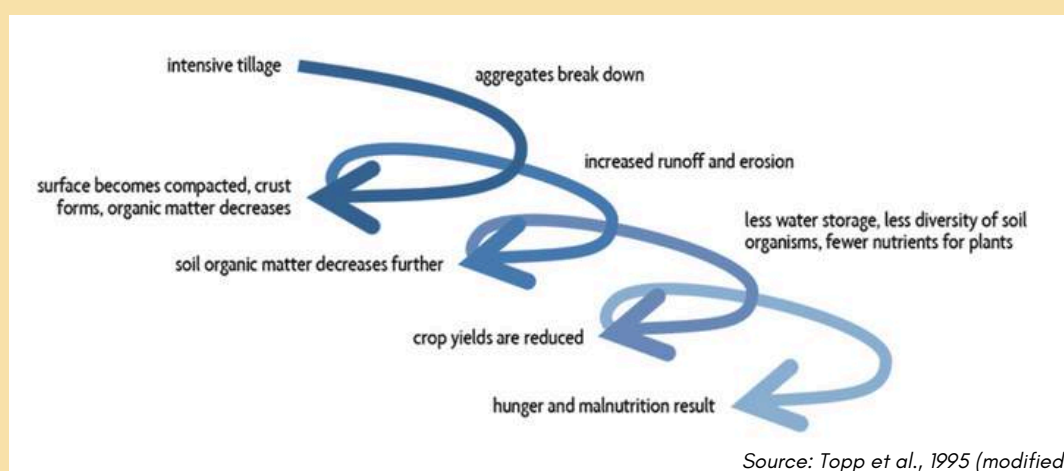 intensive tillage
aggregates break down
increased runoff and erosion
surface becomes compacted, crust
forms, organic matter decreases
less water storage, less diversity of soil
organisms, fewer nutrients for plants
soil organic matter decreases further
crop yields are reduced
hunger and malnutrition result
Source: Topp et al., 1995 (modified